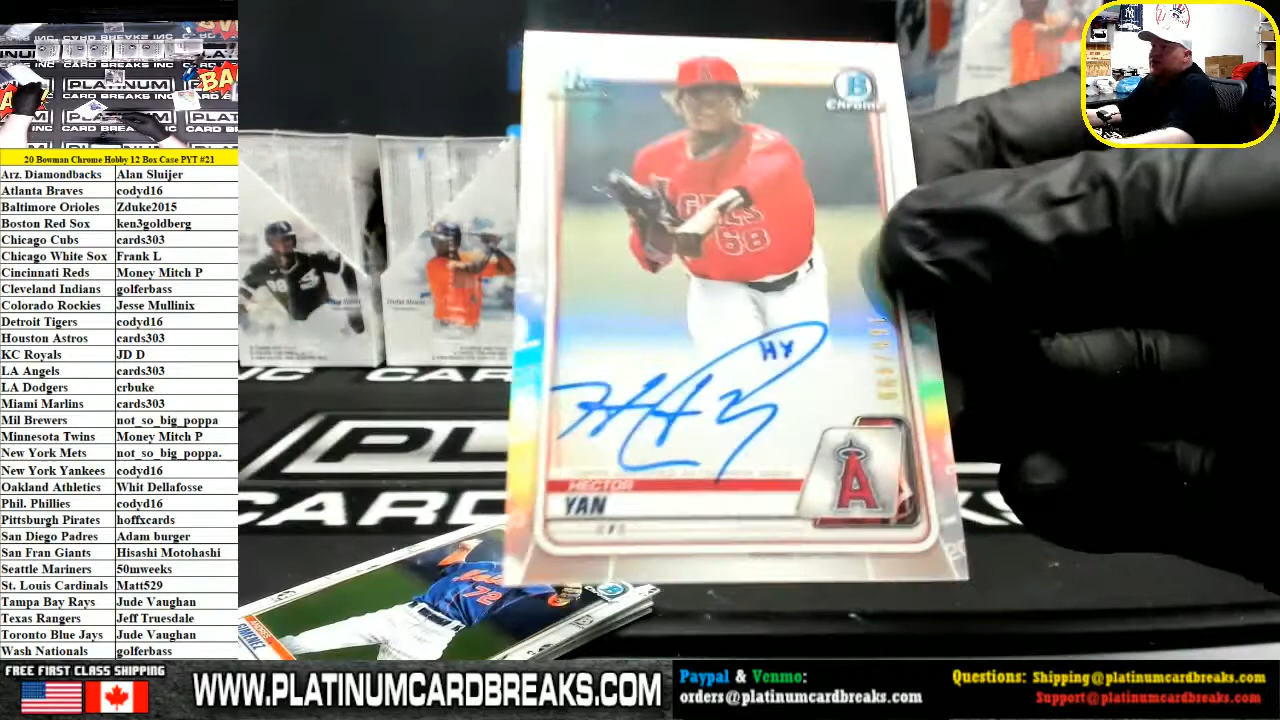 20 Bowman Chrome Hobby 12 Box Case PYT #21
Arz. Diamondbacks Alan Sluijer
Atlanta Braves codyd16
Baltimore Orioles Zduke2015
Boston Red Sox ken3goldberg
Chicago Cubs cards303
Chicago White Sox Frank L
Cincinnati Reds Money Mitch P
Cleveland Indians golferbass
Colorado Rockies Jesse Mullinix
Detroit Tigers codyd16
Houston Astros cards303
KC Royals JD D
LA Angels cards303
LA Dodgers crbuke
Miami Marlins cards303
Mil Brewers not_so_big_poppa
Minnesota Twins Money Mitch P
New York Mets not_so_big_poppa.
New York Yankees codyd16
Oakland Athletics Whit Dellafosse
Phil. Phillies codyd16
Pittsburgh Pirates hoffxcards
San Diego Padres Adam burger
San Fran Giants Hisashi Motohashi
Seattle Mariners 50mweeks
St. Louis Cardinals Matt529
Tampa Bay Rays Jude Vaughan
Texas Rangers Jeff Truesdale
Toronto Blue Jays Jude Vaughan
Wash Nationals golferbass
PLATINUM
CARD BREAKS INC
B
Chrome
68
HY
HECTOR
YAN
A
72
GIMENEZ
FREE FIRST CLASS SHIPPING
WWW.PLATINUMCARDBREAKS.COM
Paypal & Venmo:
orders@platinumcardbreaks.com
Questions: Shipping@platinumcardbreaks.com
Support@platinumcardbreaks.com